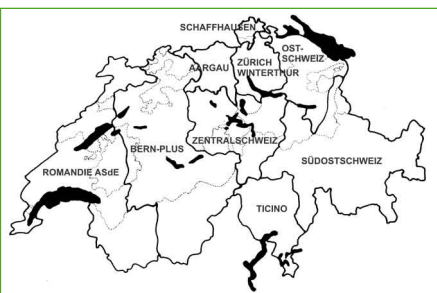 SCHAFFHAUSEN
OST-
SCHWEIZ
AARGAU
ZÜRICH
WINTERTHUR
BERN-PLUS
ZENTRALSCHWEIZ
SÜDOSTSCHWEIZ
ROMANDIE ASdE
TICINO